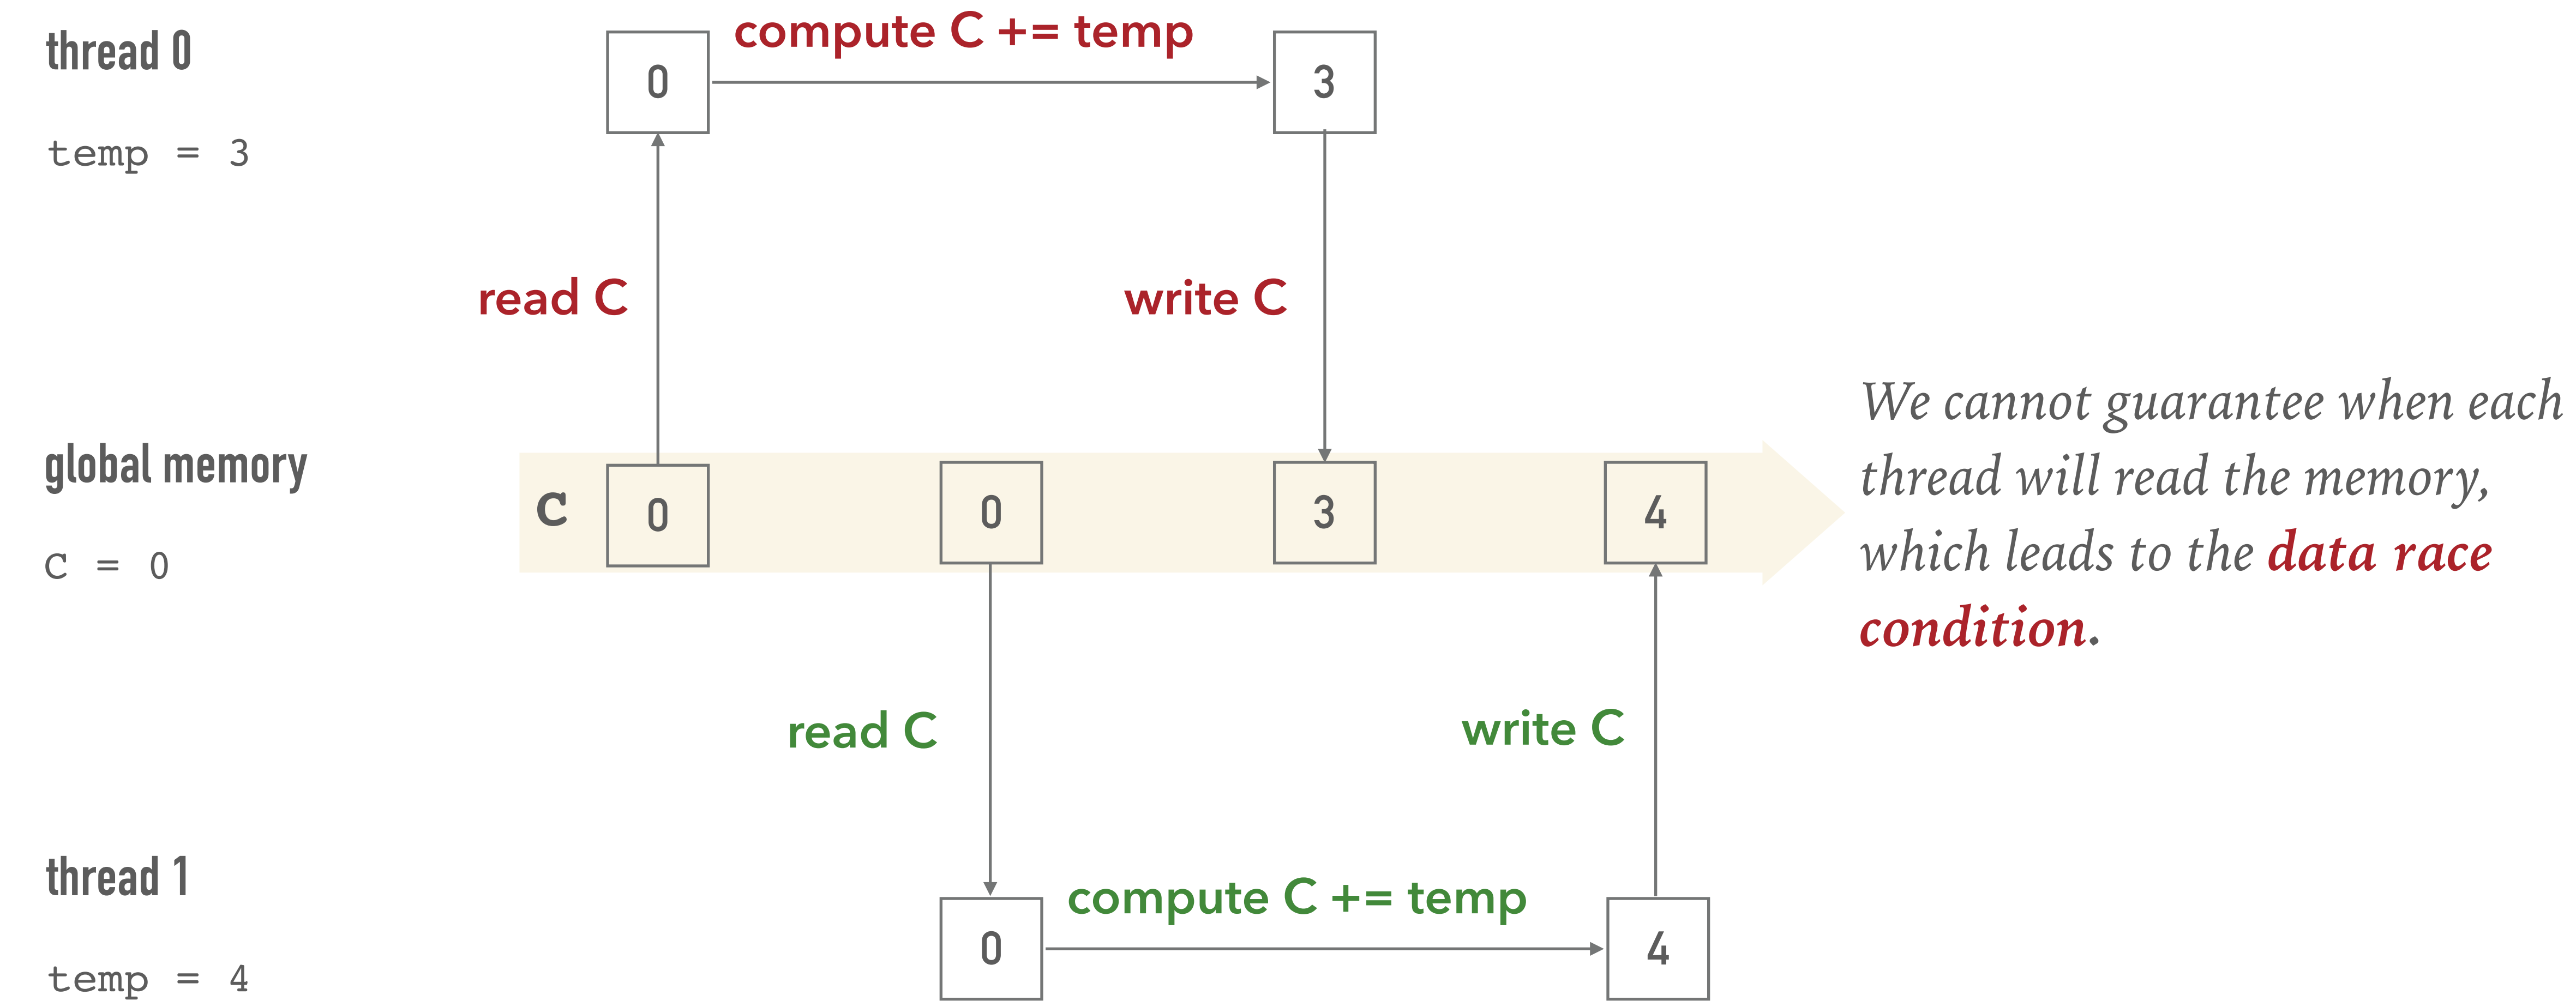 thread 0
temp = 3
0
compute C += temp
3
read C
write C
global memory
C = 0
C
0
0
3
4
We cannot guarantee when each
thread will read the memory,
which leads to the data race
condition.
read C
write C
thread 1
temp = 4
0
compute C += temp
4